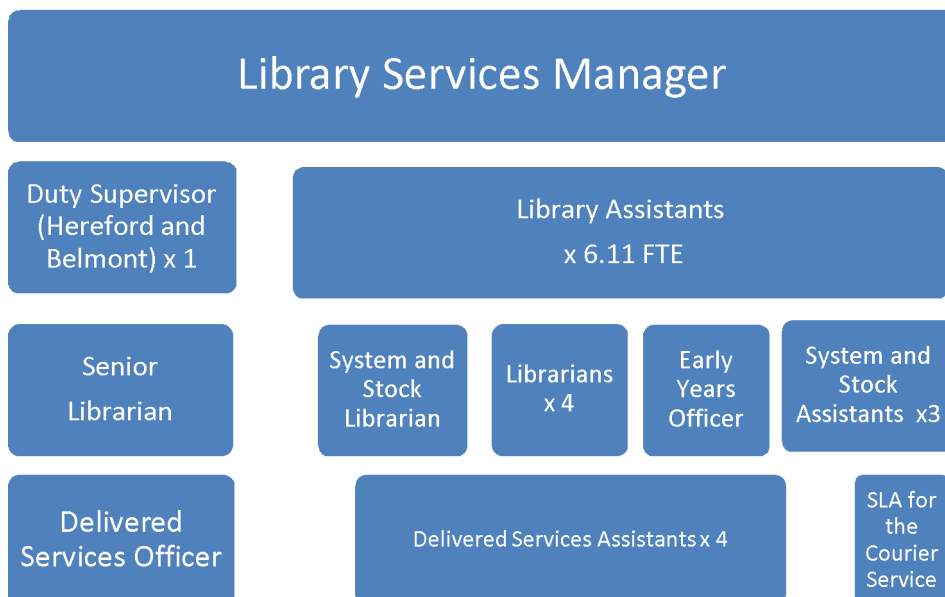 Library Services Manager
Duty Supervisor
(Hereford and
Belmont) x 1
Library Assistants
x 6.11 FTE
Senior
Librarian
System and
Stock
Librarian
Librarians
x 4
Early
Years
Officer
System and
Stock
Assistants x3
Delivered
Services Officer
Delivered Services Assistants x 4
SLA for
the
Courier
Service